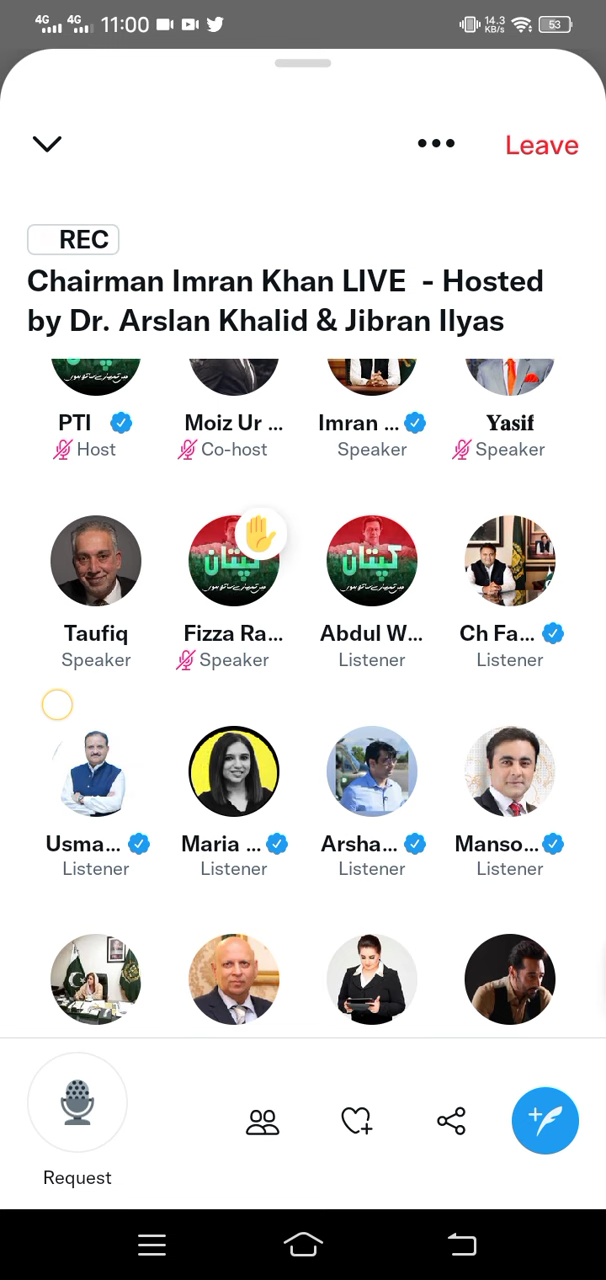 4G 4G 11:00 14.3 KB/s 53
Leave
REC
Chairman Imran Khan LIVE - Hosted
by Dr. Arslan Khalid & Jibran Ilyas
PTI Moiz Ur ... Imran ... Yasif
Host Co-host Speaker Speaker
کپتان کپتان
Taufiq Fizza Ra... Abdul W... Ch Fa...
Speaker Speaker Listener Listener
Usma... Maria ... Arsha... Manso...
Listener Listener Listener Listener
Request